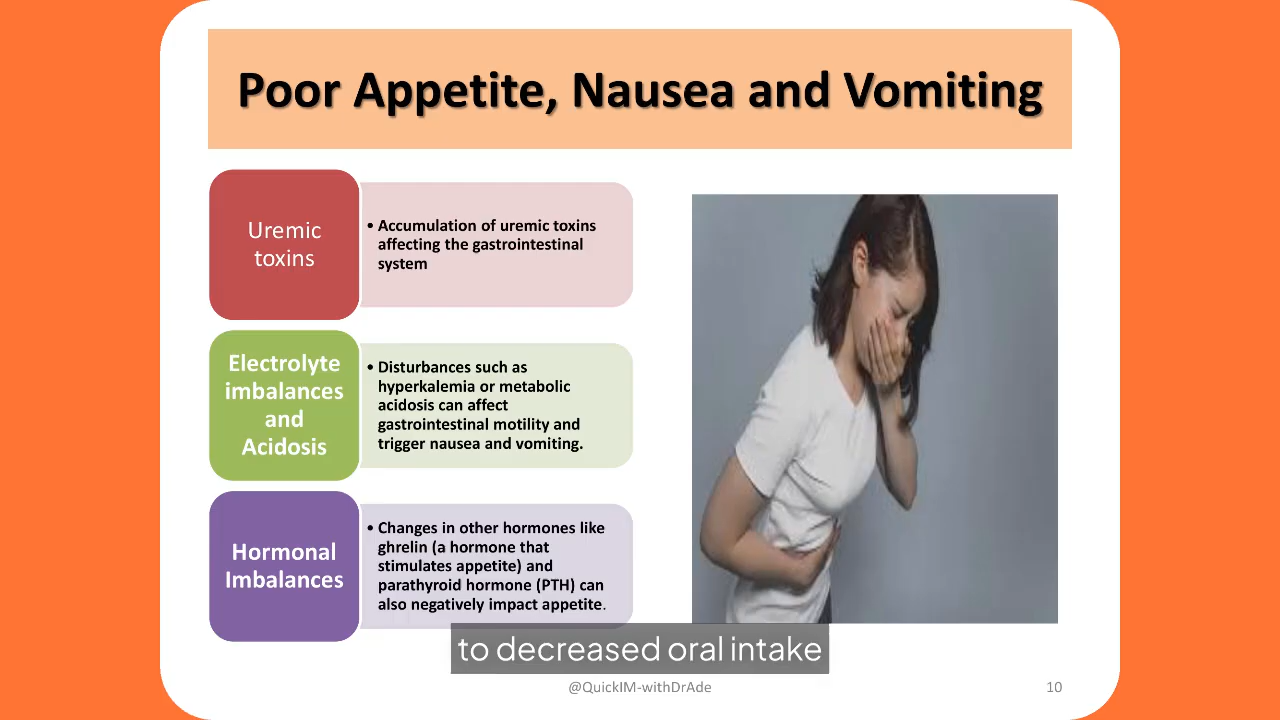 Poor Appetite, Nausea and Vomiting
Uremic
toxins
• Accumulation of uremic toxins
affecting the gastrointestinal
system
Electrolyte
imbalances
and
Acidosis
• Disturbances such as
hyperkalemia or metabolic
acidosis can affect
gastrointestinal motility and
trigger nausea and vomiting.
Hormonal
Imbalances
• Changes in other hormones like
ghrelin (a hormone that
stimulates appetite) and
parathyroid hormone (PTH) can
also negatively impact appetite.
to decreased oral intake
@QuickIM-withDrAde
10